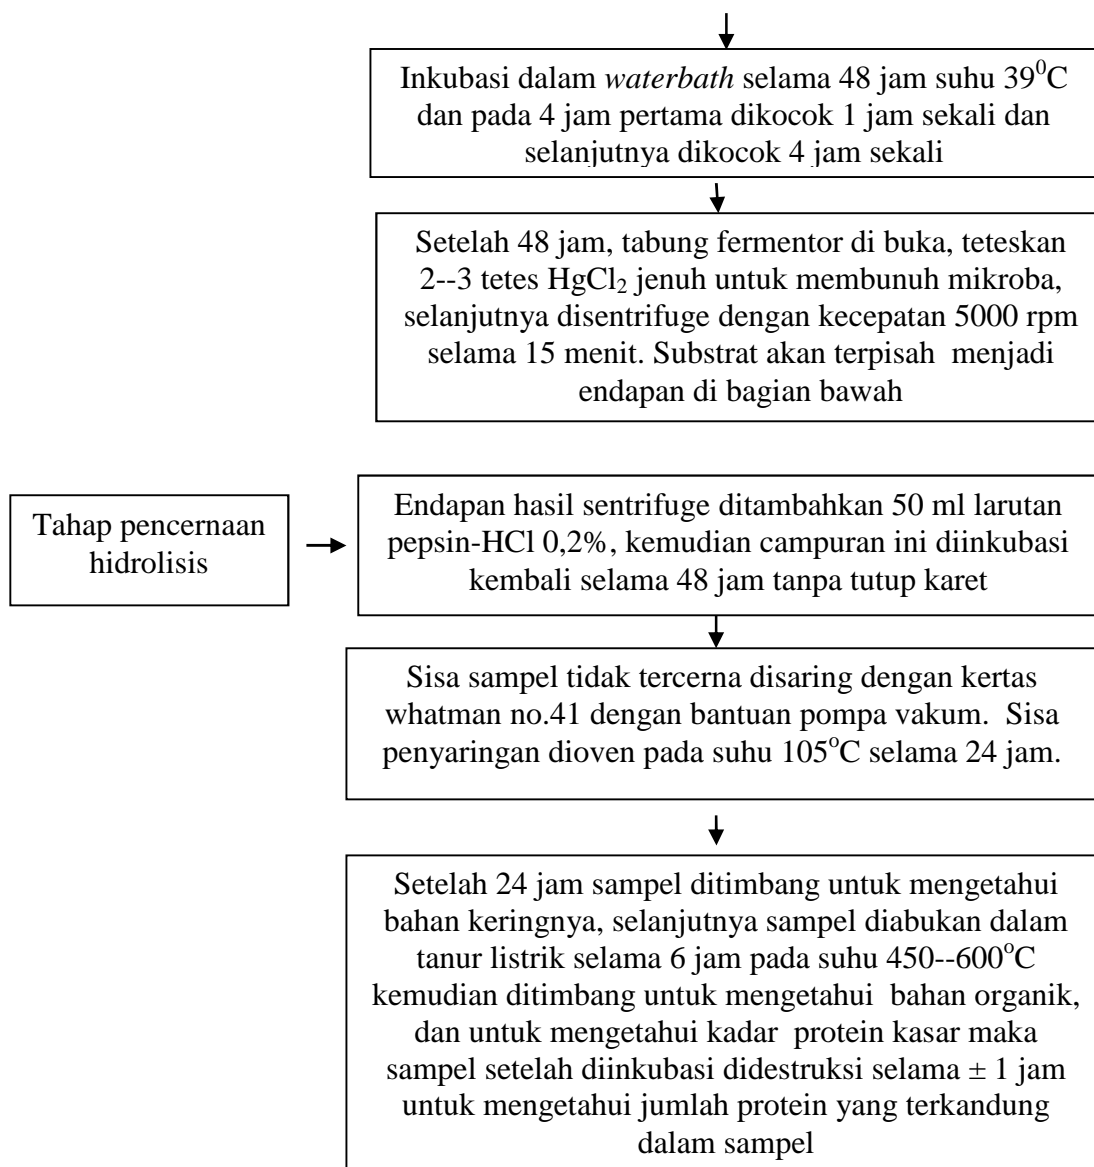 Inkubasi dalam waterbath selama 48 jam suhu 39⁰C
dan pada 4 jam pertama dikocok 1 jam sekali dan
selanjutnya dikocok 4 jam sekali
Setelah 48 jam, tabung fermentor di buka, teteskan
2--3 tetes HgCl₂ jenuh untuk membunuh mikroba,
selanjutnya disentrifuge dengan kecepatan 5000 rpm
selama 15 menit. Substrat akan terpisah menjadi
endapan di bagian bawah
Tahap pencernaan
hidrolisis
Endapan hasil sentrifuge ditambahkan 50 ml larutan
pepsin-HCl 0,2%, kemudian campuran ini diinkubasi
kembali selama 48 jam tanpa tutup karet
Sisa sampel tidak tercerna disaring dengan kertas
whatman no.41 dengan bantuan pompa vakum. Sisa
penyaringan dioven pada suhu 105ᵒC selama 24 jam.
Setelah 24 jam sampel ditimbang untuk mengetahui
bahan keringnya, selanjutnya sampel diabukan dalam
tanur listrik selama 6 jam pada suhu 450--600ᵒC
kemudian ditimbang untuk mengetahui bahan organik,
dan untuk mengetahui kadar protein kasar maka
sampel setelah diinkubasi didestruksi selama ± 1 jam
untuk mengetahui jumlah protein yang terkandung
dalam sampel